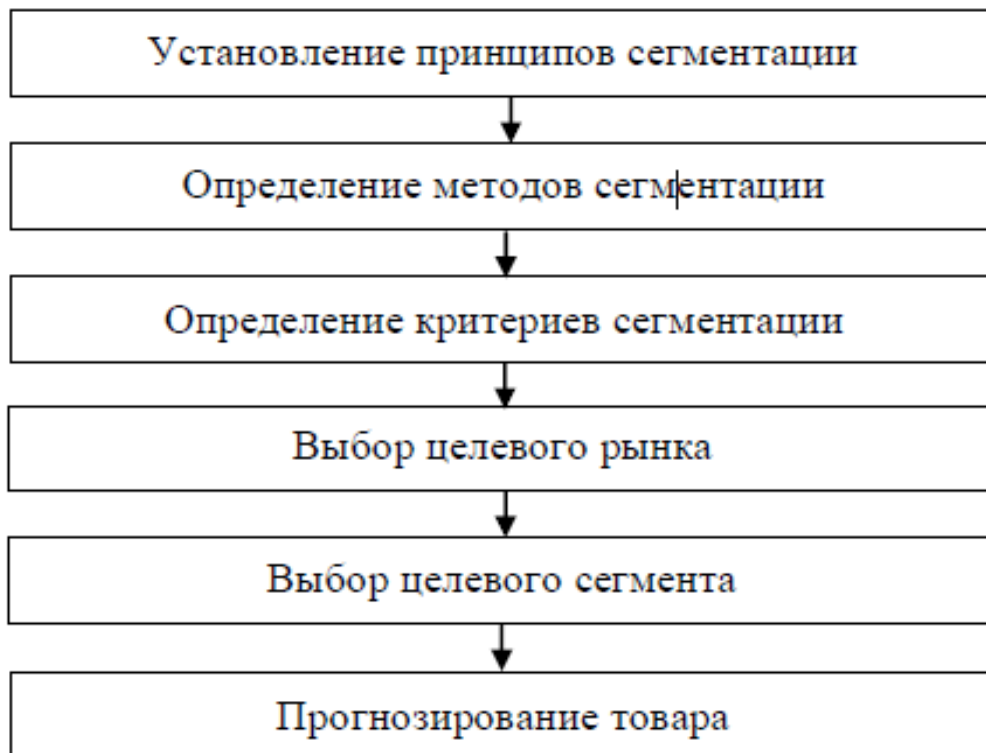 Установление принципов сегментации
Определение методов сегментации
Определение критериев сегментации
Выбор целевого рынка
Выбор целевого сегмента
Прогнозирование товара